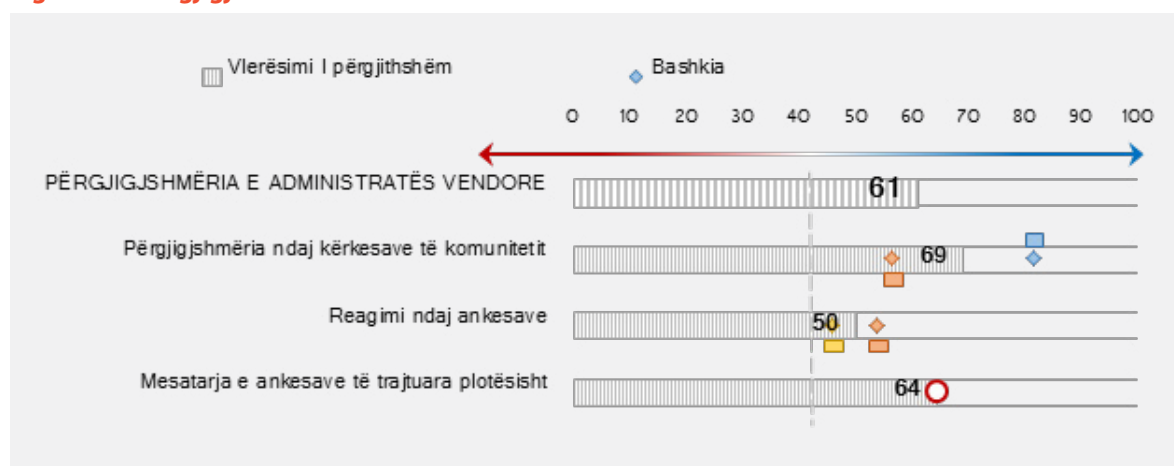 Vlerësimi I përgjithshëm
Bashkia
0 10 20 30 40 50 60 70 80 90 100
PËRGJIGJSHMËRIA E ADMINISTRATËS VENDORE 61
Përgjigjshmëria ndaj kërkesave të komunitetit 69
Reagimi ndaj ankesave 50
Mesatarja e ankesave të trajtuara plotësisht 64